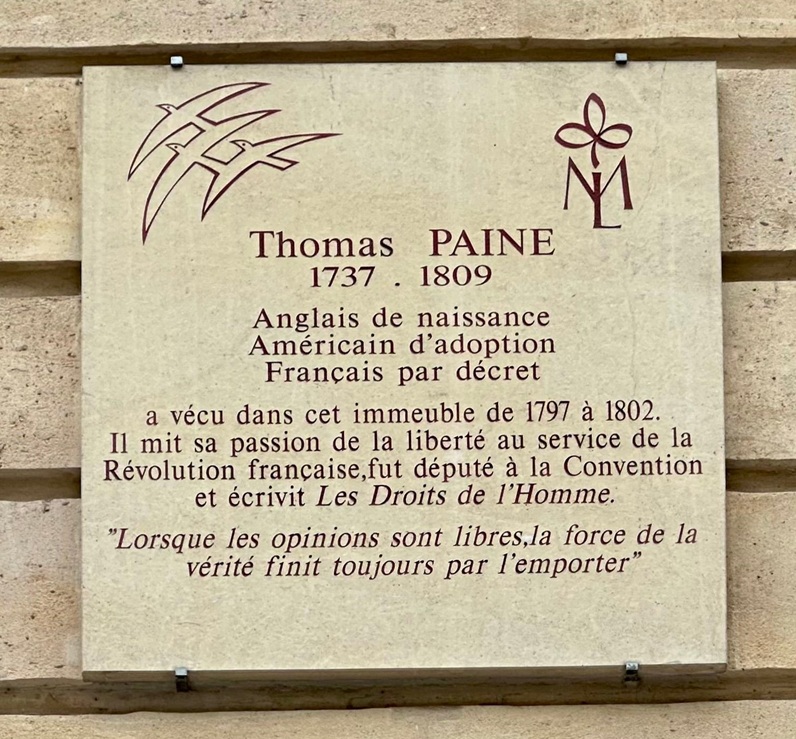 Thomas PAINE
1737 . 1809
Anglais de naissance
Américain d'adoption
Français par décret
a vécu dans cet immeuble de 1797 à 1802.
Il mit sa passion de la liberté au service de la
Révolution française,fut député à la Convention
et écrivit Les Droits de l'Homme.
"Lorsque les opinions sont libres,la force de la
vérité finit toujours par l'emporter"